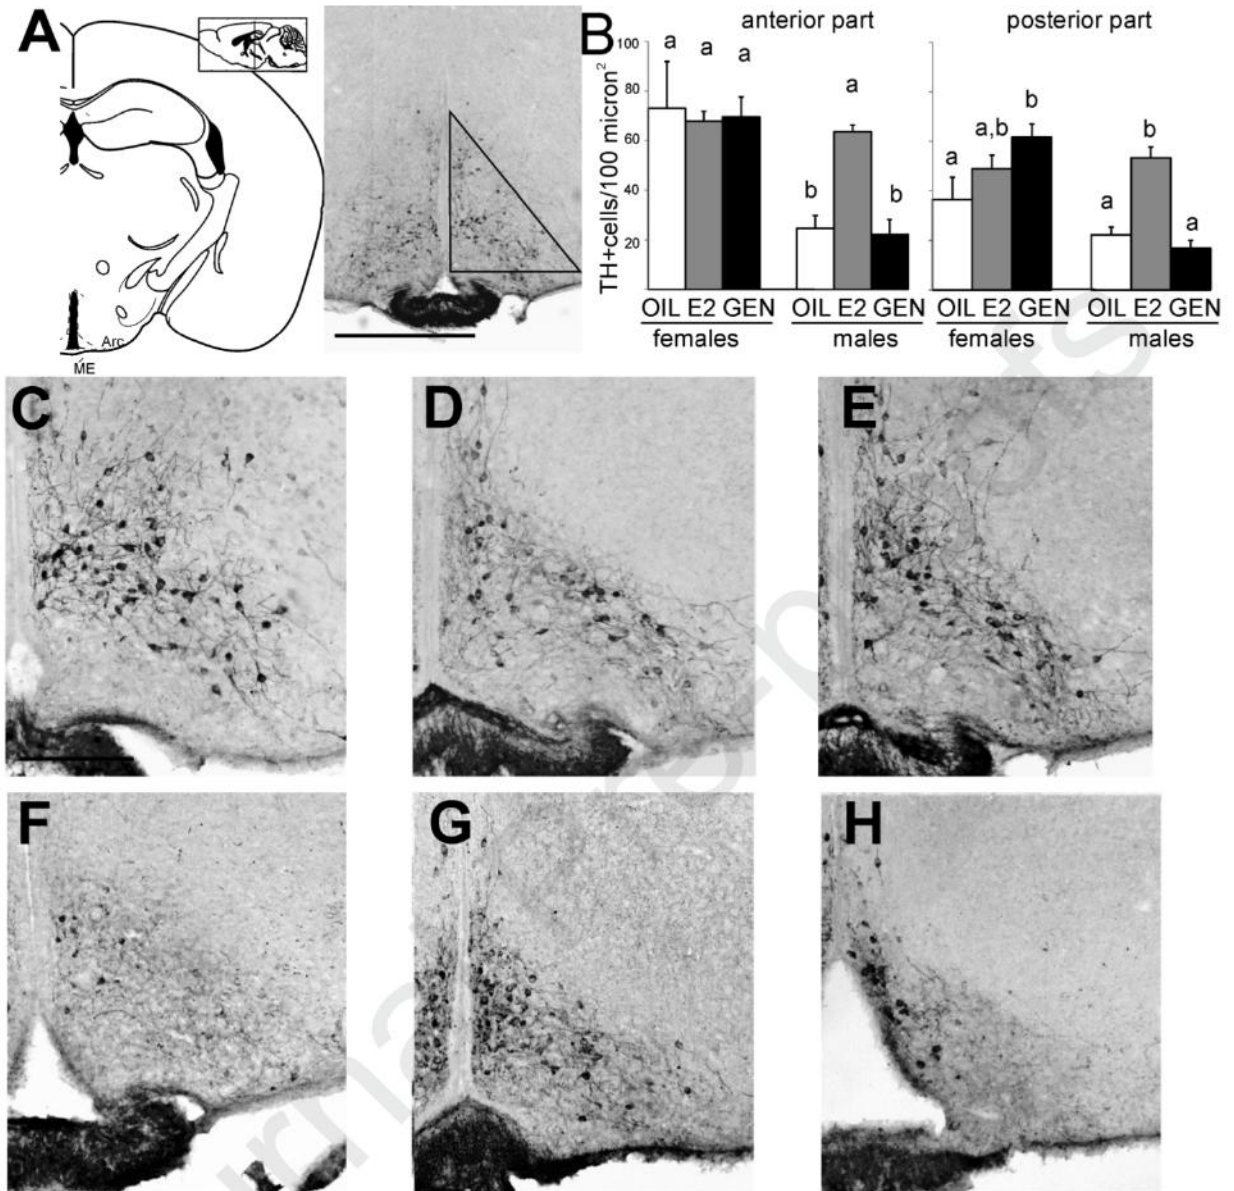 A
Arc
ME
B
anterior part
posterior part
TH+cells/100 micron²
100
80
60
40
20
a a a
b a b
a a,b b
a b a
OIL E2 GEN OIL E2 GEN OIL E2 GEN OIL E2 GEN
females males females males
C D E
F G H